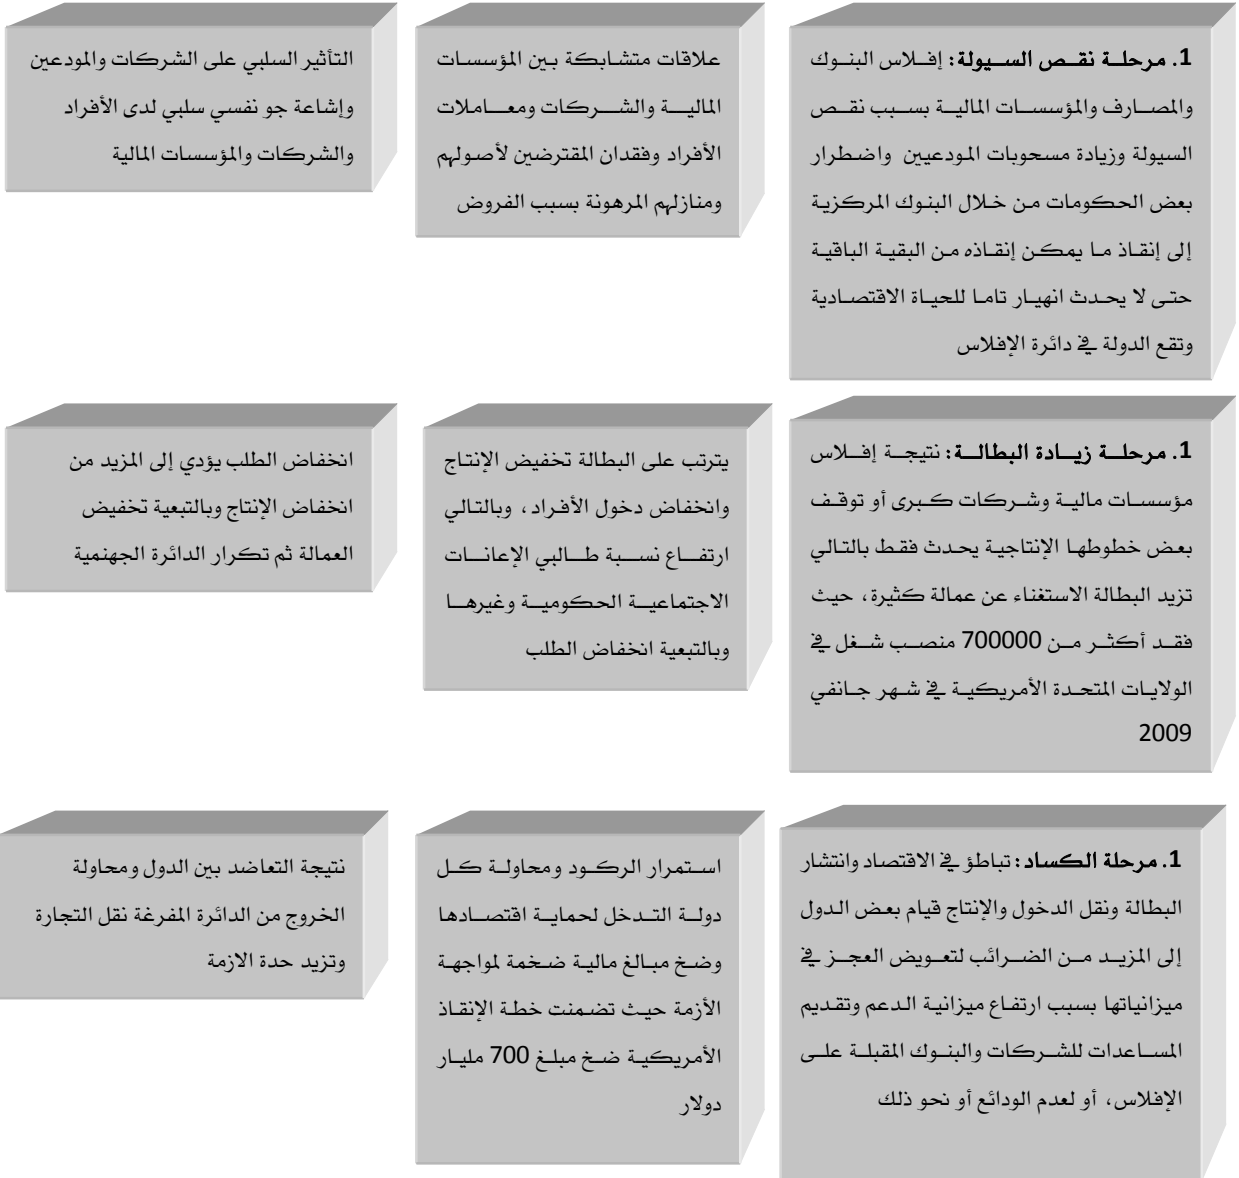 1. مرحلة نقص السيولة: إفلاس البنوك
والمصارف والمؤسسات المالية بسبب نقص
السيولة وزيادة مسحوبات المودعيين واضطرار
بعض الحكومات من خلال البنوك المركزية
إلى إنقاذ ما يمكن إنقاذه من البقية الباقية
حتى لا يحدث انهيار تاما للحياة الاقتصادية
وتقع الدولة في دائرة الإفلاس
علاقات متشابكة بين المؤسسات
المالية والشركات ومعاملات
الأفراد وفقدان المقترضين لأصولهم
ومنازلهم المرهونة بسبب الفروض
التأثير السلبي على الشركات والمودعين
وإشاعة جو نفسي سلبي لدى الأفراد
والشركات والمؤسسات المالية
1. مرحلة زيادة البطالة: نتيجة إفلاس
مؤسسات مالية وشركات كبرى أو توقف
بعض خطوطها الإنتاجية يحدث فقط بالتالي
تزيد البطالة الاستغناء عن عمالة كثيرة، حيث
فقد أكثر من 700000 منصب شغل في
الولايات المتحدة الأمريكية في شهر جانفي
2009
يترتب على البطالة تخفيض الإنتاج
وانخفاض دخول الأفراد، وبالتالي
ارتفاع نسبة طالبي الإعانات
الاجتماعية الحكومية وغيرها
وبالتبعية انخفاض الطلب
انخفاض الطلب يؤدي إلى المزيد من
انخفاض الإنتاج وبالتبعية تخفيض
العمالة ثم تكرار الدائرة الجهنمية
1. مرحلة الكساد: تباطؤ في الاقتصاد وانتشار
البطالة ونقل الدخول والإنتاج قيام بعض الدول
إلى المزيد من الضرائب لتعويض العجز في
ميزانياتها بسبب ارتفاع ميزانية الدعم وتقديم
المساعدات للشركات والبنوك المقبلة على
الإفلاس، أو لعدم الودائع أو نحو ذلك
استمرار الركود ومحاولة كل
دولة التدخل لحماية اقتصادها
وضخ مبالغ مالية ضخمة لمواجهة
الأزمة حيث تضمنت خطة الإنقاذ
الأمريكية ضخ مبلغ 700 مليار
دولار
نتيجة التعاضد بين الدول ومحاولة
الخروج من الدائرة المفرغة نقل التجارة
وتزيد حدة الازمة